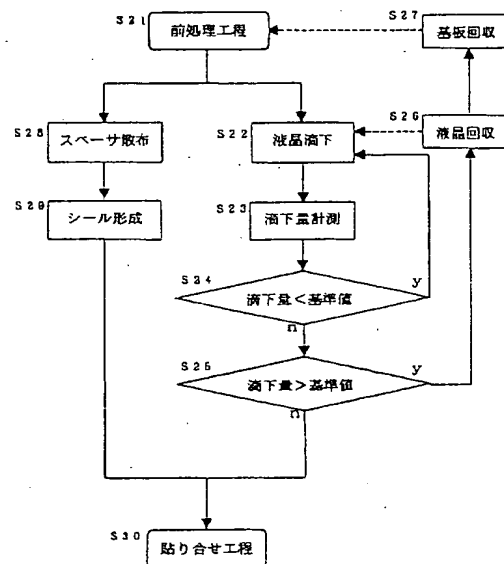 S21
前処理工程
S27
基板回収
S28
スペーサ散布
S22
液晶滴下
S26
液晶回収
S29
シール形成
S23
滴下量計測
S24
滴下量<基準値
y
n
S25
滴下量>基準値
y
n
S30
貼り合せ工程